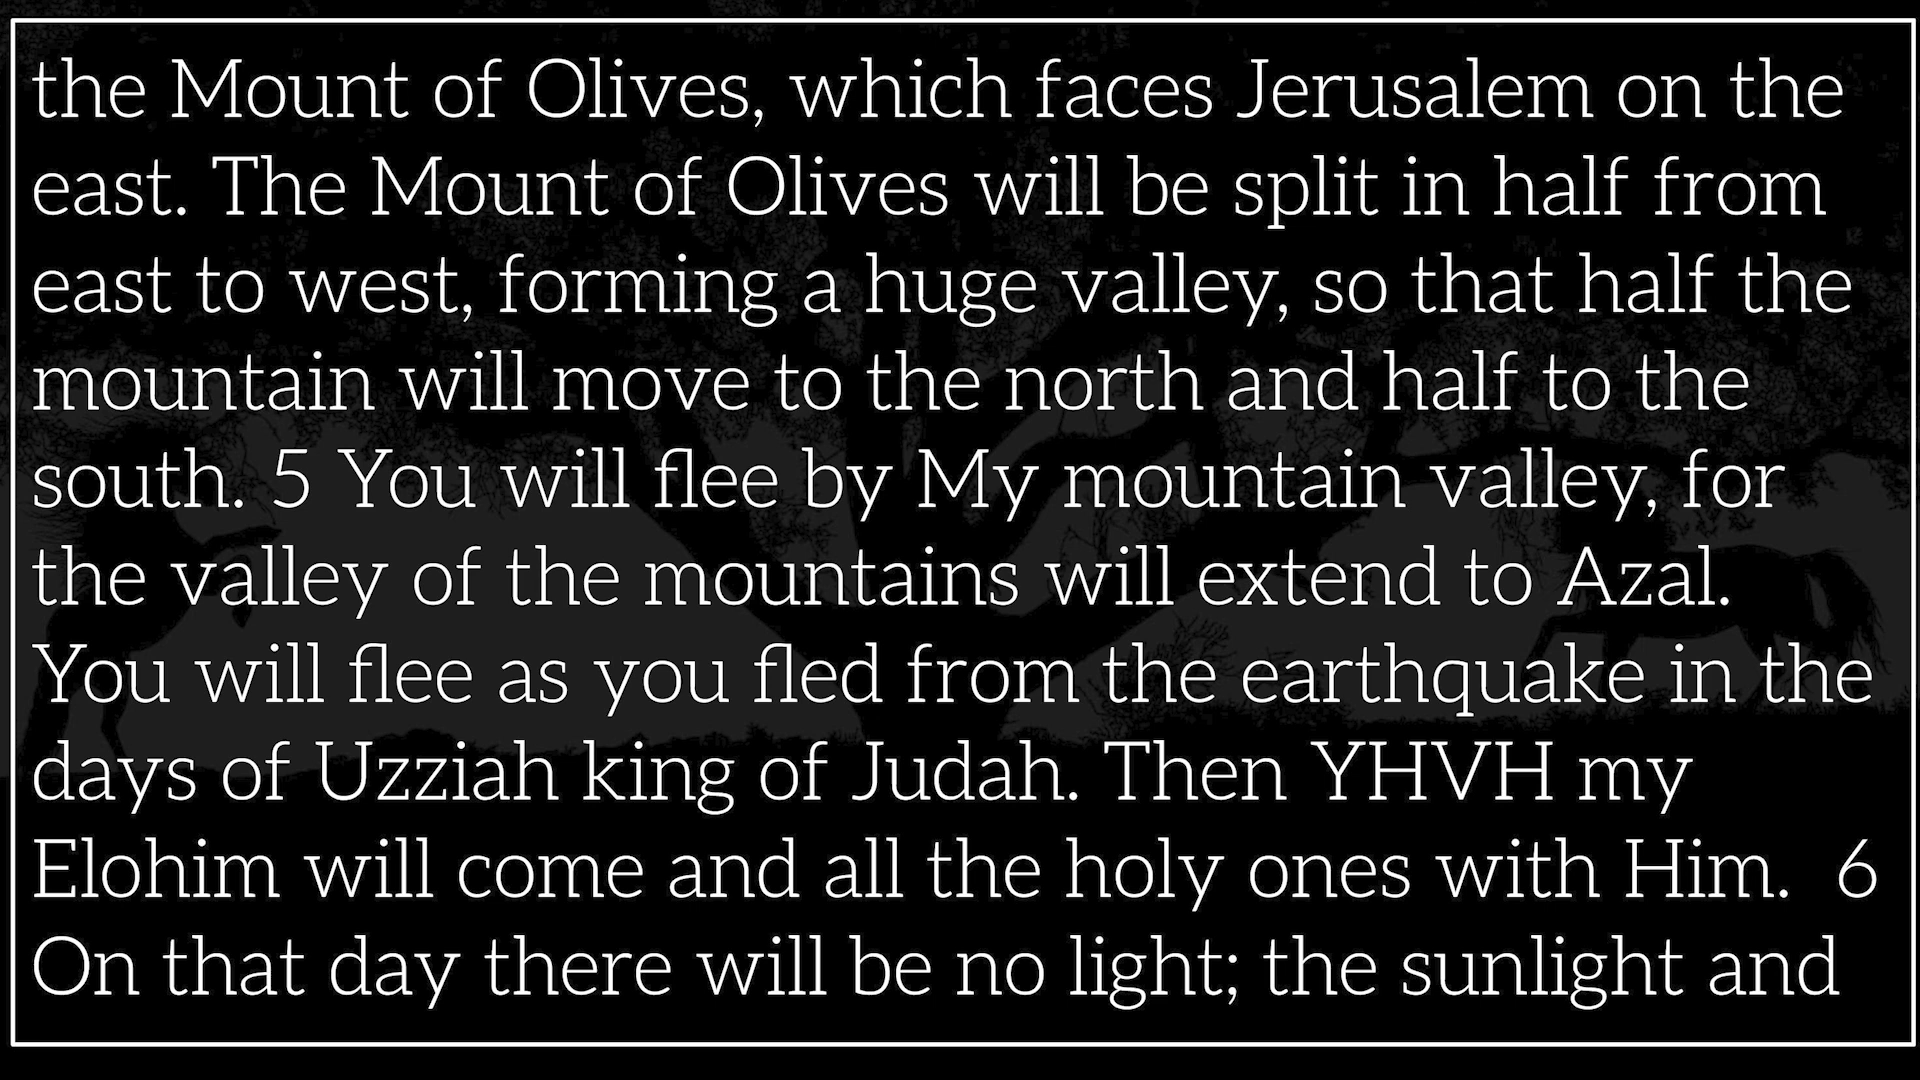 the Mount of Olives, which faces Jerusalem on the
east. The Mount of Olives will be split in half from
east to west, forming a huge valley, so that half the
mountain will move to the north and half to the
south. 5 You will flee by My mountain valley, for
the valley of the mountains will extend to Azal.
You will flee as you fled from the earthquake in the
days of Uzziah king of Judah. Then YHVH my
Elohim will come and all the holy ones with Him.  6
On that day there will be no light; the sunlight and